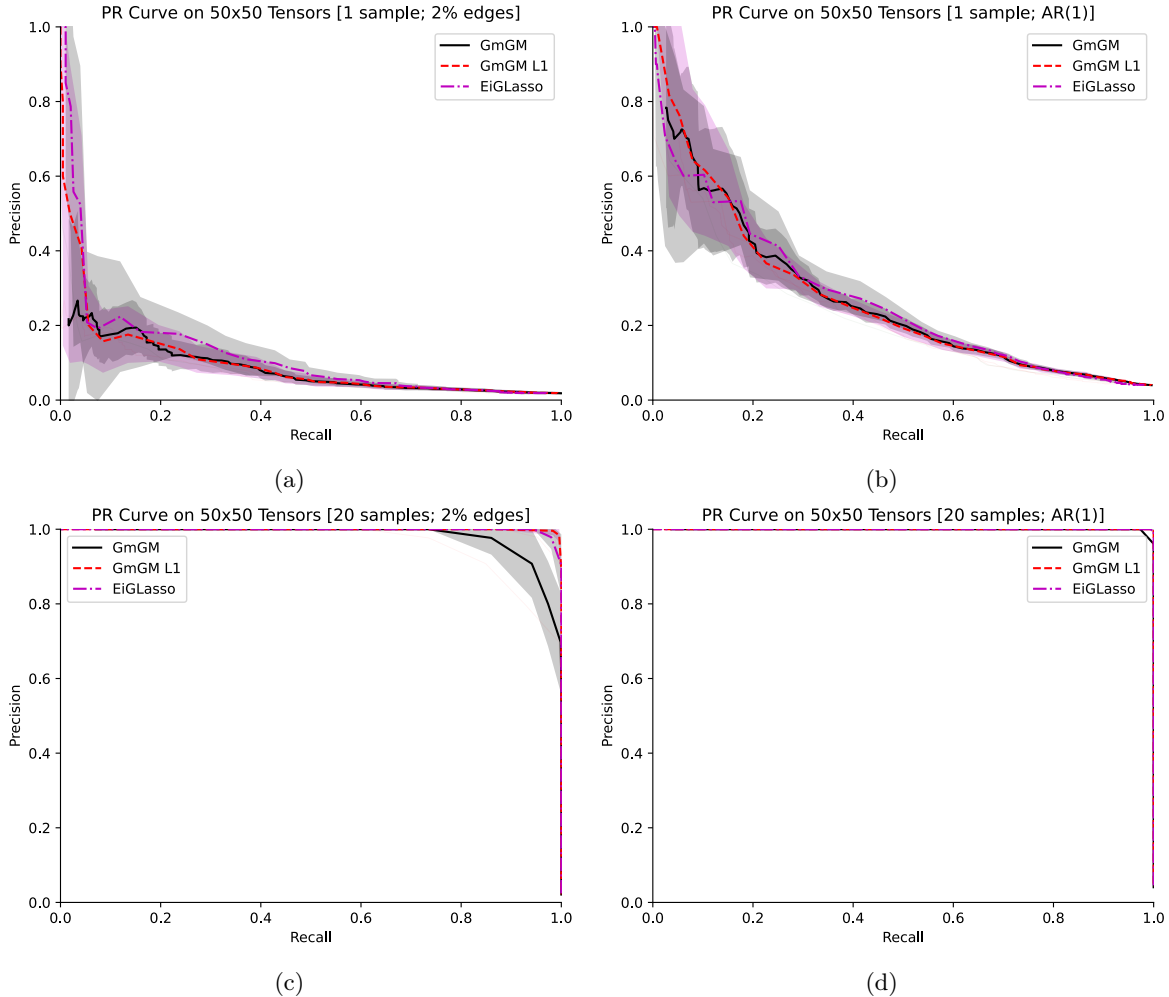 PR Curve on 50x50 Tensors [1 sample; 2% edges]
1.0
0.8
0.6
0.4
0.2
0.0
Precision
0.0 0.2 0.4 0.6 0.8 1.0
Recall
GmGM
GmGM L1
EiGLasso
(a)
PR Curve on 50x50 Tensors [1 sample; AR(1)]
1.0
0.8
0.6
0.4
0.2
0.0
Precision
0.0 0.2 0.4 0.6 0.8 1.0
Recall
GmGM
GmGM L1
EiGLasso
(b)
PR Curve on 50x50 Tensors [20 samples; 2% edges]
1.0
0.8
0.6
0.4
0.2
0.0
Precision
0.0 0.2 0.4 0.6 0.8 1.0
Recall
GmGM
GmGM L1
EiGLasso
(c)
PR Curve on 50x50 Tensors [20 samples; AR(1)]
1.0
0.8
0.6
0.4
0.2
0.0
Precision
0.0 0.2 0.4 0.6 0.8 1.0
Recall
GmGM
GmGM L1
EiGLasso
(d)